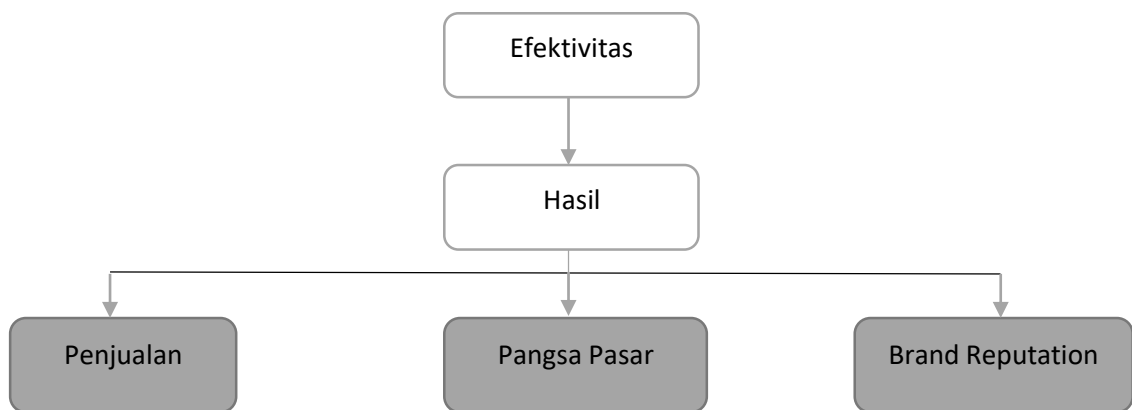 Efektivitas
Hasil
Penjualan
Pangsa Pasar
Brand Reputation